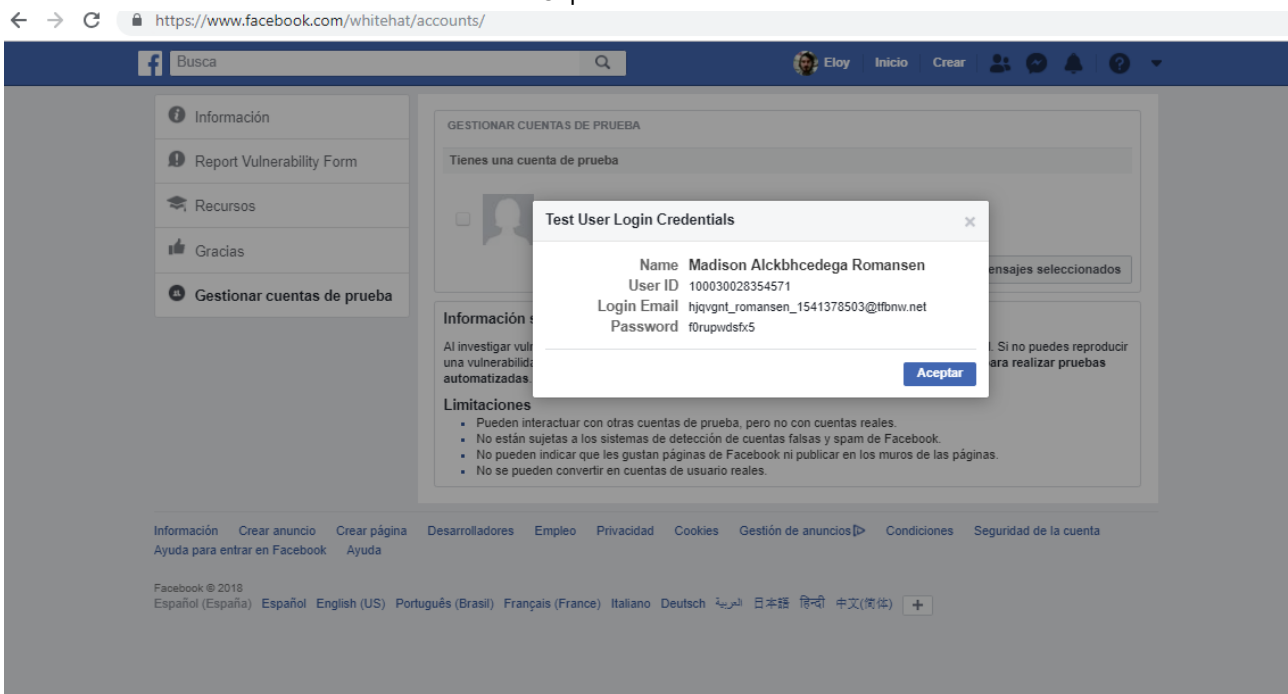 https://www.facebook.com/whitehat/accounts/
f Busca Eloy Inicio Crear
Información
Report Vulnerability Form
Recursos
Gracias
Gestionar cuentas de prueba
GESTIONAR CUENTAS DE PRUEBA
Tienes una cuenta de prueba
ensajes seleccionados
Test User Login Credentials
Name Madison Alckbhcedega Romansen
User ID 100030028354571
Login Email hjqvgnt_romansen_1541378503@tfbnw.net
Password f0rupwdsfx5
Aceptar
Información
Al investigar . Si no puedes reproducir
una ara realizar pruebas
automatizadas.
Limitaciones
Pueden interactuar con otras cuentas de prueba, pero no con cuentas reales.
No están sujetas a los sistemas de detección de cuentas falsas y spam de Facebook.
No pueden indicar que les gustan páginas de Facebook ni publicar en los muros de las páginas.
No se pueden convertir en cuentas de usuario reales.
Información Crear anuncio Crear página Desarrolladores Empleo Privacidad Cookies Gestión de anuncios Condiciones Seguridad de la cuenta
Ayuda para entrar en Facebook Ayuda
Facebook © 2018
Español (España) Español English (US) Português (Brasil) Français (France) Italiano Deutsch العربية 日本語 हिन्दी 中文(简体) +